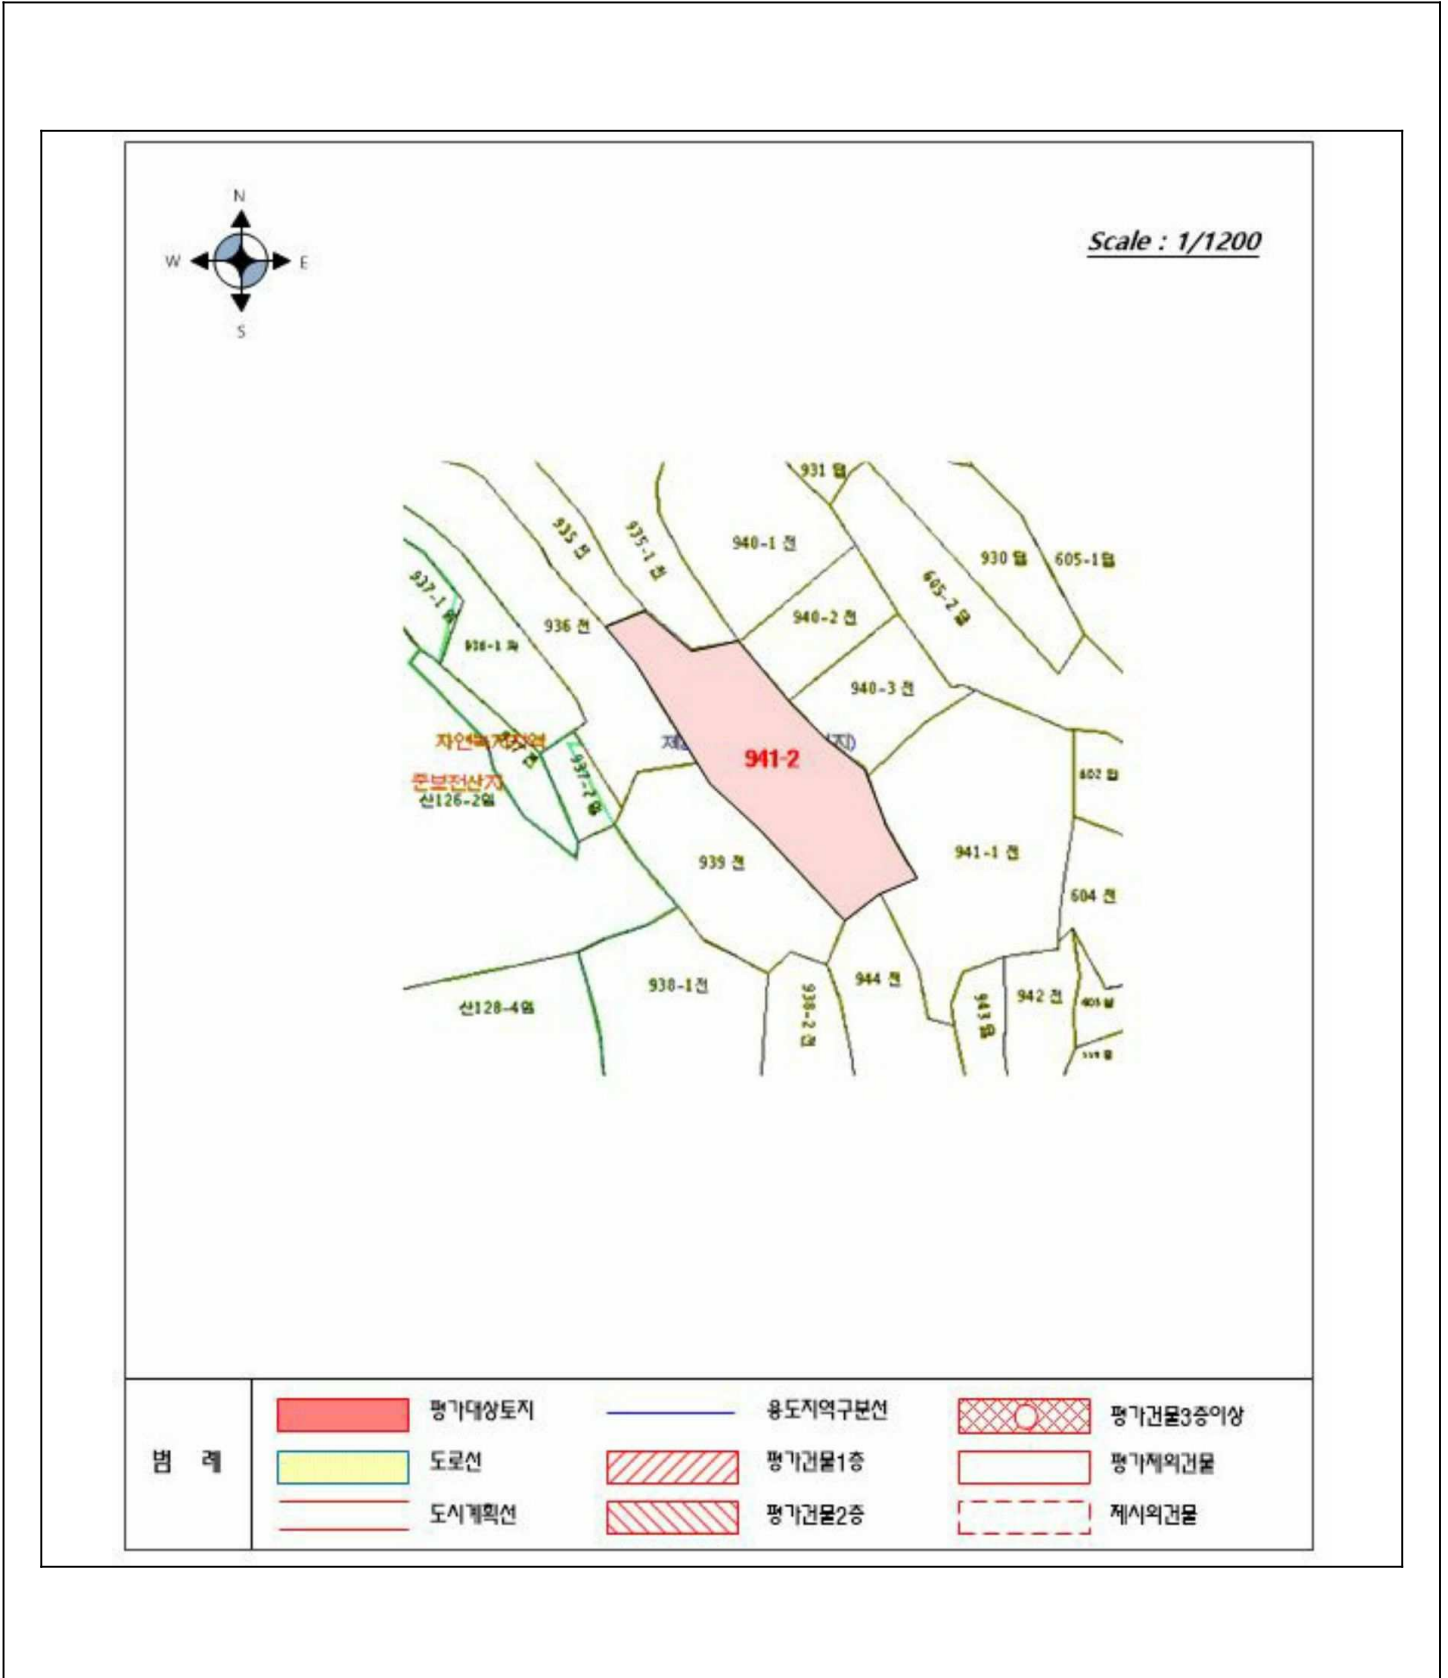 N
W E
S
Scale : 1/1200
931 답
935 전
935-1 전
940-1 전
930 답
605-1답
937-1
605-2 답
940-2 전
936 전
940-3 전
자연녹지지역
941-2
937-2 임
602 답
준보전산지
산126-2임
939 전
941-1 전
604 전
938-1전
944 전
942 전
938-2 전
943 답
산128-4임
범 례
평가대상토지
용도지역구분선
평가건물3층이상
도로선
평가건물1층
평가제외건물
도시계획선
평가건물2층
제시외건물